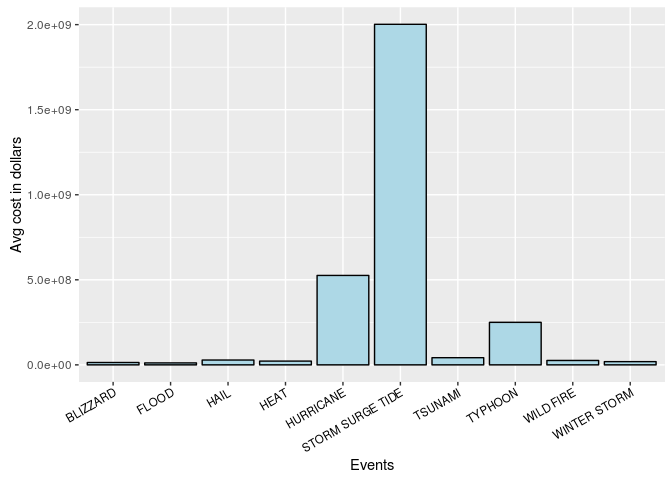 2.0e+09
1.5e+09
1.0e+09
5.0e+08
0.0e+00
Avg cost in dollars
BLIZZARD
FLOOD
HAIL
HEAT
HURRICANE
STORM SURGE TIDE
TSUNAMI
TYPHOON
WILD FIRE
WINTER STORM
Events